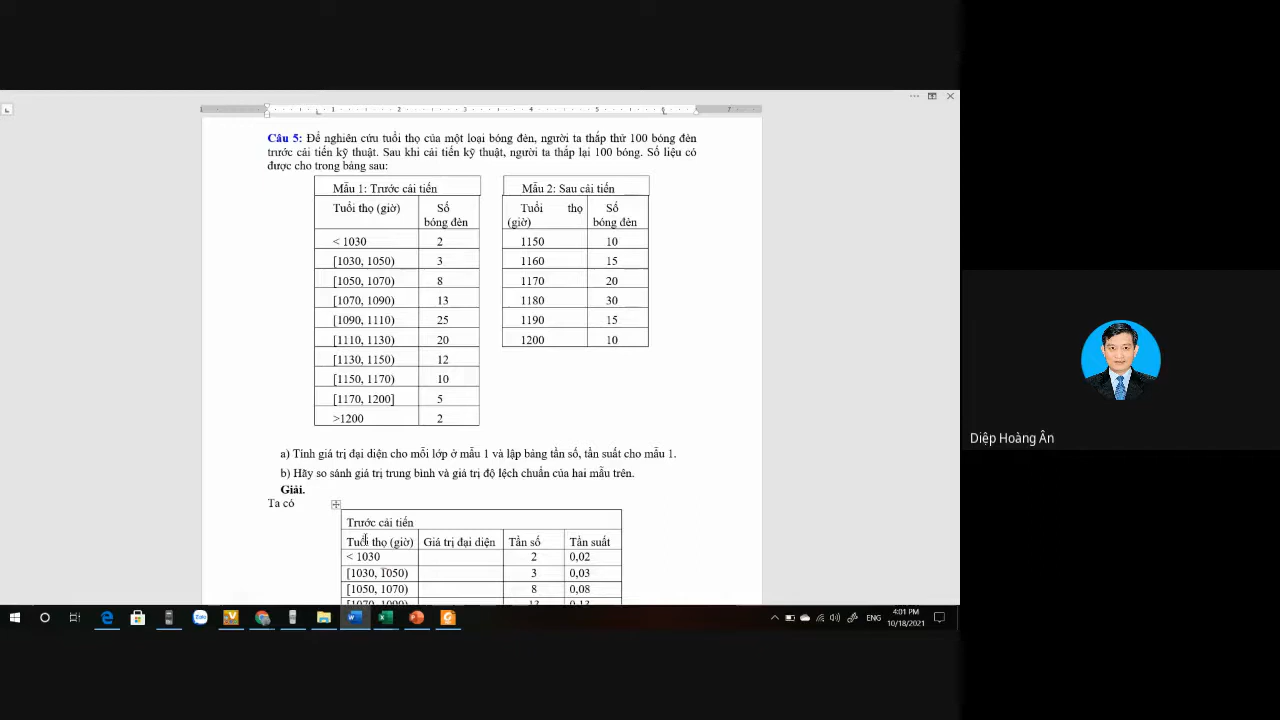 Câu 5: Để nghiên cứu tuổi thọ của một loại bóng đèn, người ta thắp thử 100 bóng đèn
trước cải tiến kỹ thuật. Sau khi cải tiến kỹ thuật, người ta thắp lại 100 bóng. Số liệu có
được cho trong bảng sau:
Mẫu 1: Trước cải tiến
Tuổi thọ (giờ) Số bóng đèn
< 1030 2
[1030, 1050) 3
[1050, 1070) 8
[1070, 1090) 13
[1090, 1110) 25
[1110, 1130) 20
[1130, 1150) 12
[1150, 1170) 10
[1170, 1200] 5
>1200 2
Mẫu 2: Sau cải tiến
Tuổi thọ (giờ) Số bóng đèn
1150 10
1160 15
1170 20
1180 30
1190 15
1200 10
a) Tính giá trị đại diện cho mỗi lớp ở mẫu 1 và lập bảng tần số, tần suất cho mẫu 1.
b) Hãy so sánh giá trị trung bình và giá trị độ lệch chuẩn của hai mẫu trên.
Giải.
Ta có
Trước cải tiến
Tuổi thọ (giờ) Giá trị đại diện Tần số Tần suất
< 1030 2 0,02
[1030, 1050) 3 0,03
[1050, 1070) 8 0,08
[1070, 1090) 13 0,13
Diệp Hoàng Ân
ENG
4:01 PM
10/18/2021